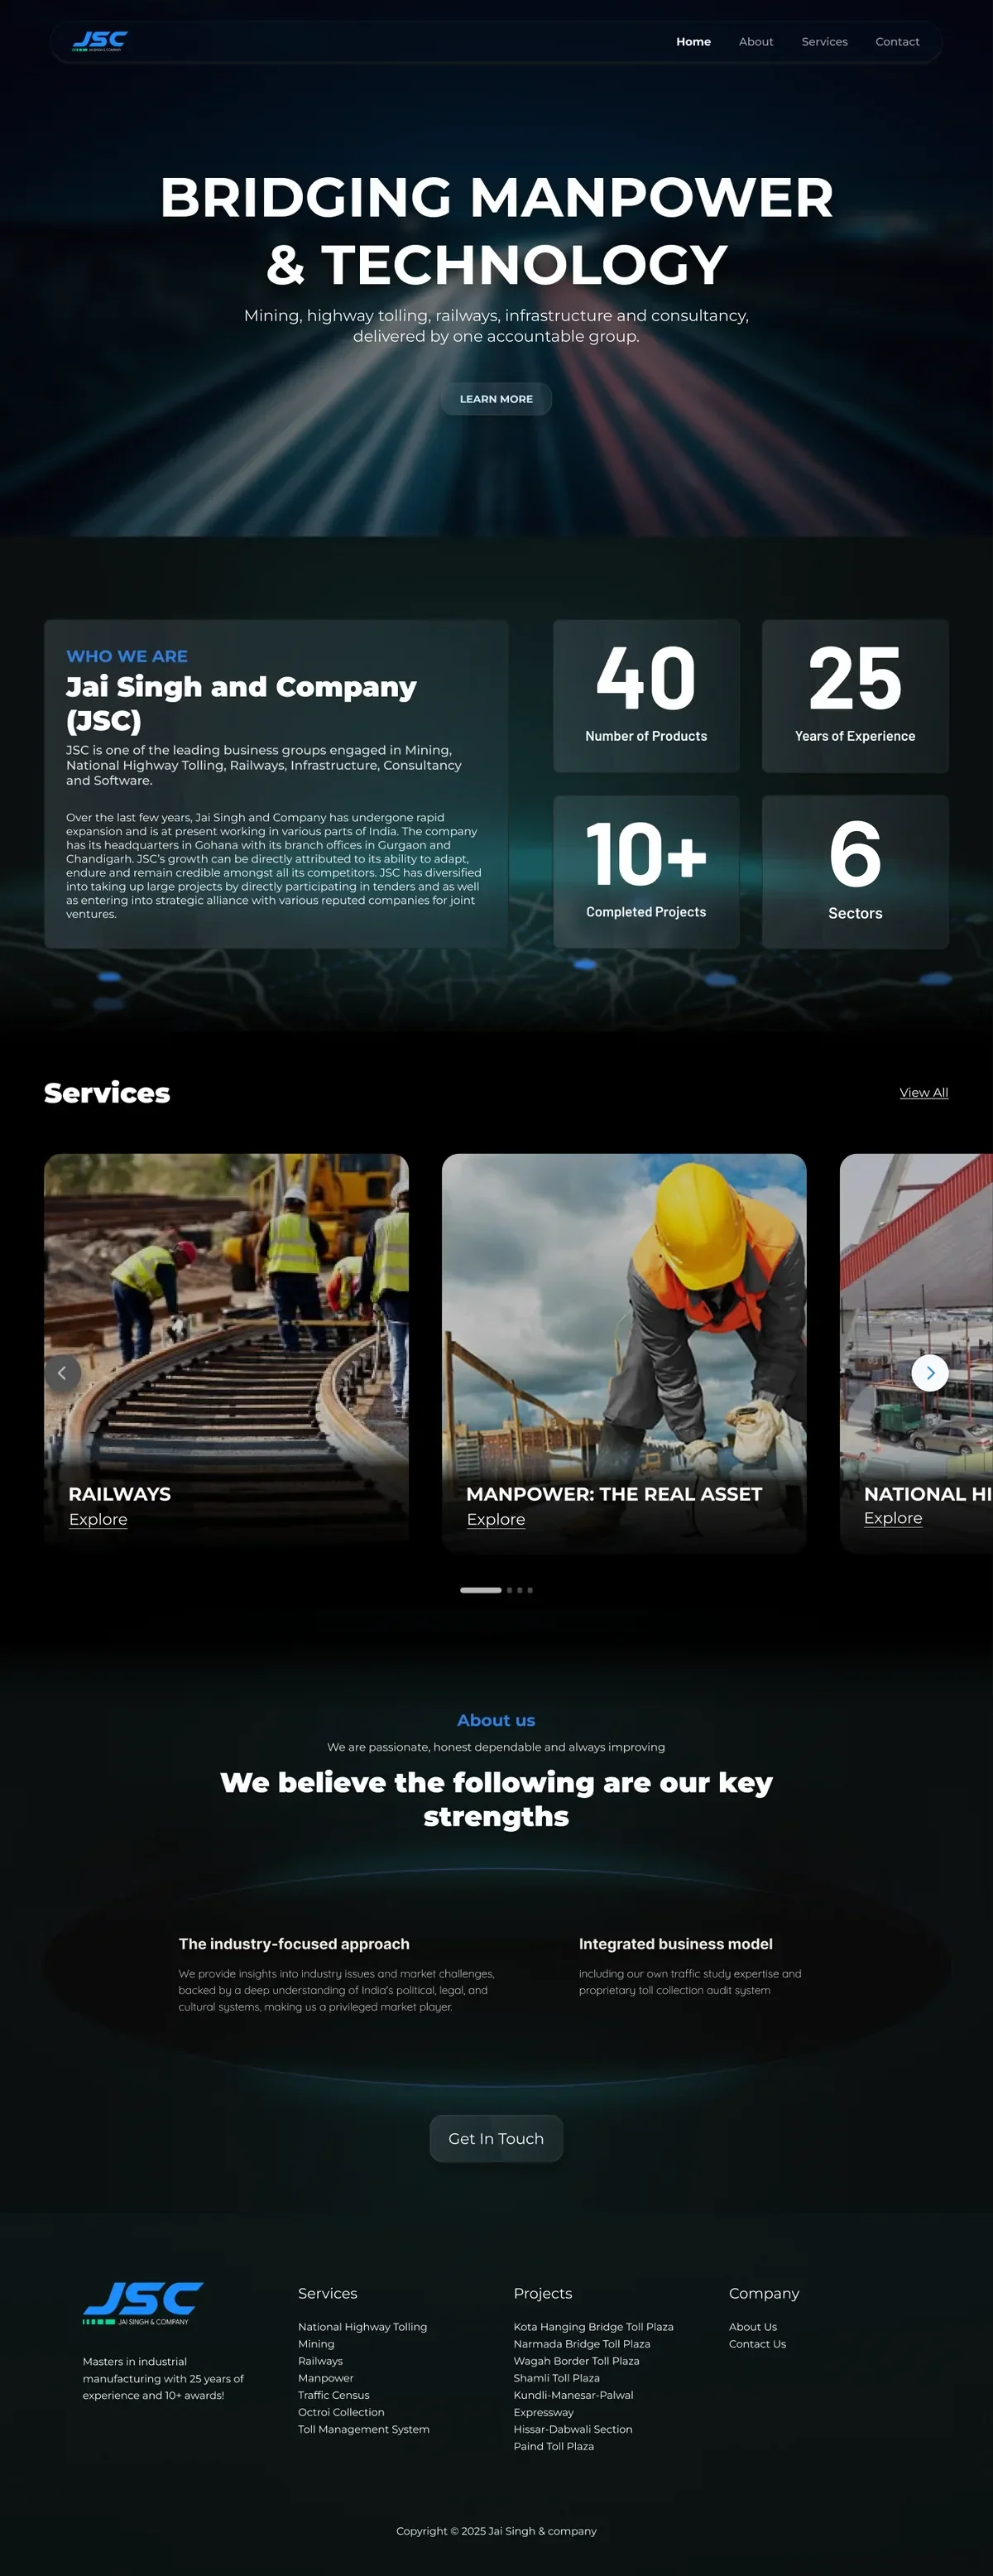 JSC
JAI SINGH & COMPANY
Home
About
Services
Contact
BRIDGING MANPOWER
& TECHNOLOGY
Mining, highway tolling, railways, infrastructure and consultancy,
delivered by one accountable group.
LEARN MORE
WHO WE ARE
Jai Singh and Company
(JSC)
JSC is one of the leading business groups engaged in Mining,
National Highway Tolling, Railways, Infrastructure, Consultancy
and Software.
Over the last few years, Jai Singh and Company has undergone rapid
expansion and is at present working in various parts of India. The company
has its headquarters in Gohana with its branch offices in Gurgaon and
Chandigarh. JSC's growth can be directly attributed to its ability to adapt,
endure and remain credible amongst all its competitors. JSC has diversified
into taking up large projects by directly participating in tenders and as well
as entering into strategic alliance with various reputed companies for joint
ventures.
40
Number of Products
25
Years of Experience
10+
Completed Projects
6
Sectors
Services
View All
RAILWAYS
Explore
MANPOWER: THE REAL ASSET
Explore
NATIONAL HI
Explore
About us
We are passionate, honest dependable and always improving
We believe the following are our key
strengths
The industry-focused approach
We provide insights into industry issues and market challenges,
backed by a deep understanding of India's political, legal, and
cultural systems, making us a privileged market player.
Integrated business model
including our own traffic study expertise and
proprietary toll collection audit system
Get In Touch
JSC
JAI SINGH & COMPANY
Masters in industrial
manufacturing with 25 years of
experience and 10+ awards!
Services
National Highway Tolling
Mining
Railways
Manpower
Traffic Census
Octroi Collection
Toll Management System
Projects
Kota Hanging Bridge Toll Plaza
Narmada Bridge Toll Plaza
Wagah Border Toll Plaza
Shamli Toll Plaza
Kundli-Manesar-Palwal
Expressway
Hissar-Dabwali Section
Paind Toll Plaza
Company
About Us
Contact Us
Copyright © 2025 Jai Singh & company